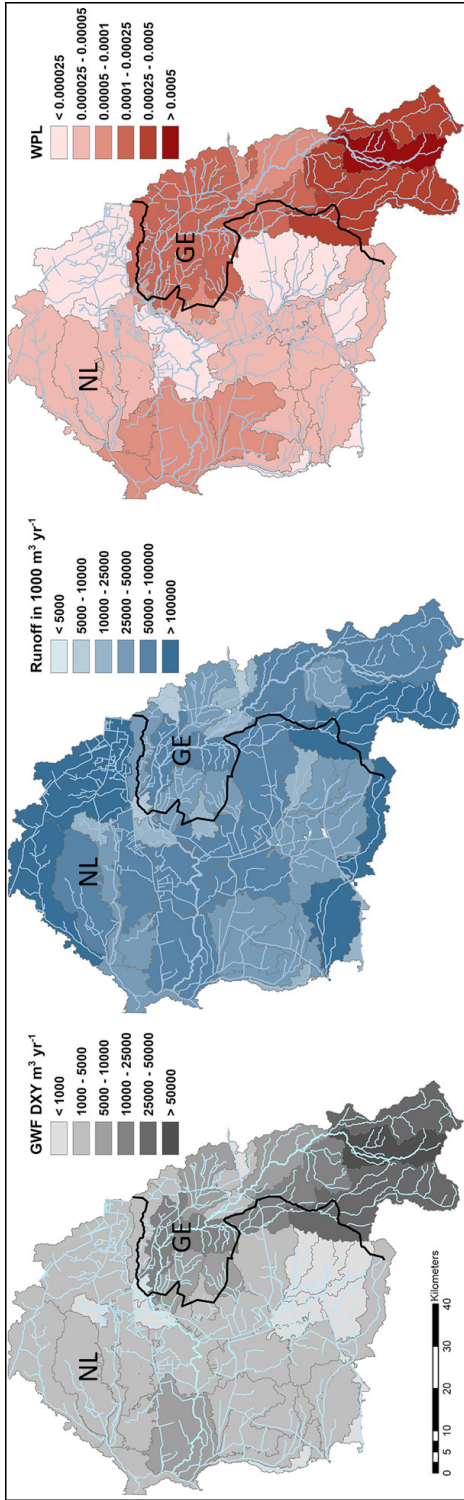 GWF DXY m³ yr⁻¹
< 1000
1000 - 5000
5000 - 10000
10000 - 25000
25000 - 50000
> 50000
NL
GE
0 5 10 20 30 40
Kilometers
Runoff in 1000 m³ yr⁻¹
< 5000
5000 - 10000
10000 - 25000
25000 - 50000
50000 - 100000
> 100000
NL
GE
WPL
< 0.000025
0.000025 - 0.00005
0.00005 - 0.0001
0.0001 - 0.00025
0.00025 - 0.0005
> 0.0005
NL
GE